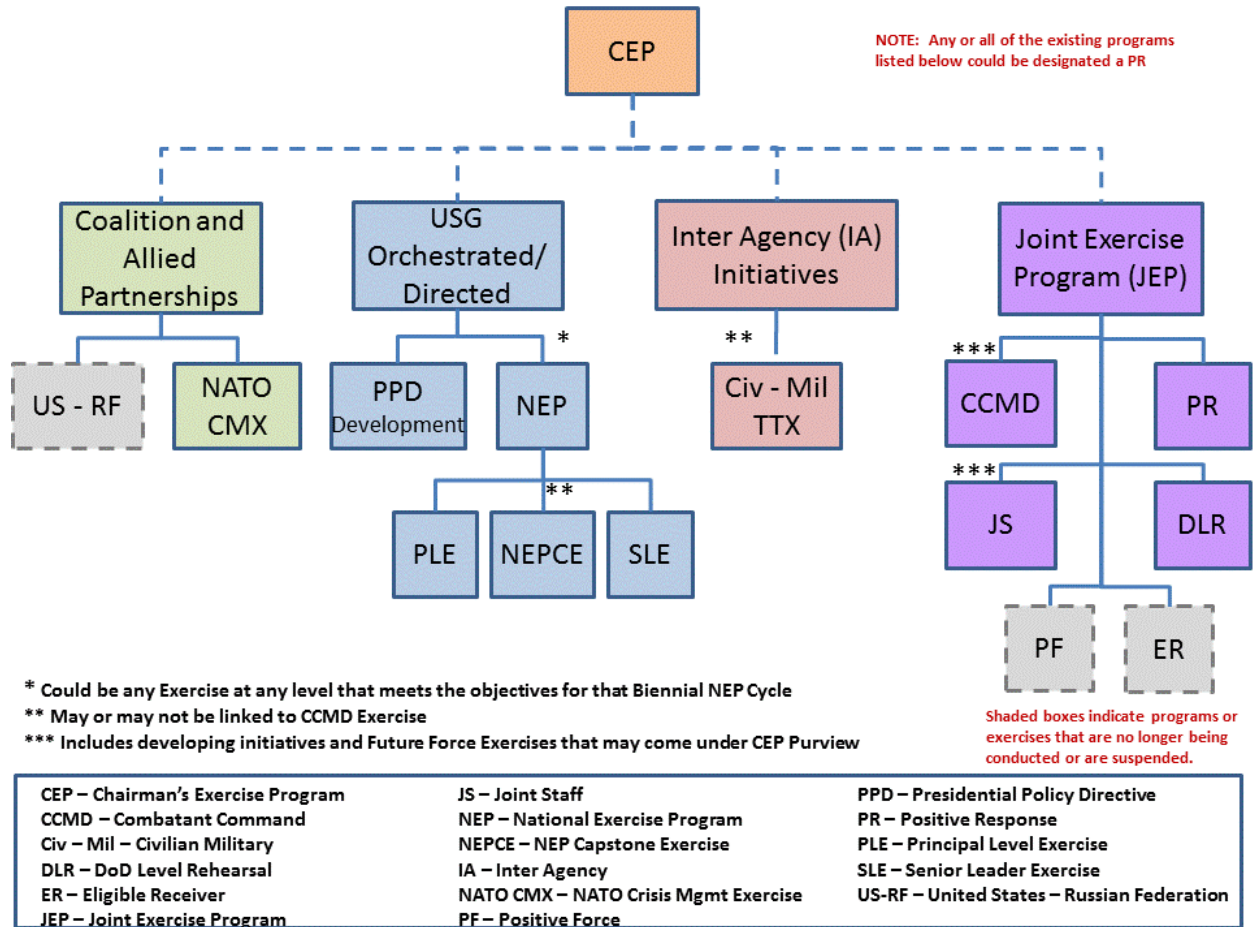 CEP
NOTE: Any or all of the existing programs
listed below could be designated a PR
Coalition and
Allied
Partnerships
USG
Orchestrated/
Directed
Inter Agency (IA)
Initiatives
Joint Exercise
Program (JEP)
US - RF
NATO
CMX
PPD
Development
*
NEP
**
Civ - Mil
TTX
***
CCMD
PR
**
PLE
NEPCE
SLE
***
JS
DLR
PF
ER
* Could be any Exercise at any level that meets the objectives for that Biennial NEP Cycle
** May or may not be linked to CCMD Exercise
*** Includes developing initiatives and Future Force Exercises that may come under CEP Purview
Shaded boxes indicate programs or
exercises that are no longer being
conducted or are suspended.
CEP – Chairman's Exercise Program
CCMD – Combatant Command
Civ – Mil – Civilian Military
DLR – DoD Level Rehearsal
ER – Eligible Receiver
JEP – Joint Exercise Program
JS – Joint Staff
NEP – National Exercise Program
NEPCE – NEP Capstone Exercise
IA – Inter Agency
NATO CMX – NATO Crisis Mgmt Exercise
PF – Positive Force
PPD – Presidential Policy Directive
PR – Positive Response
PLE – Principal Level Exercise
SLE – Senior Leader Exercise
US-RF – United States – Russian Federation